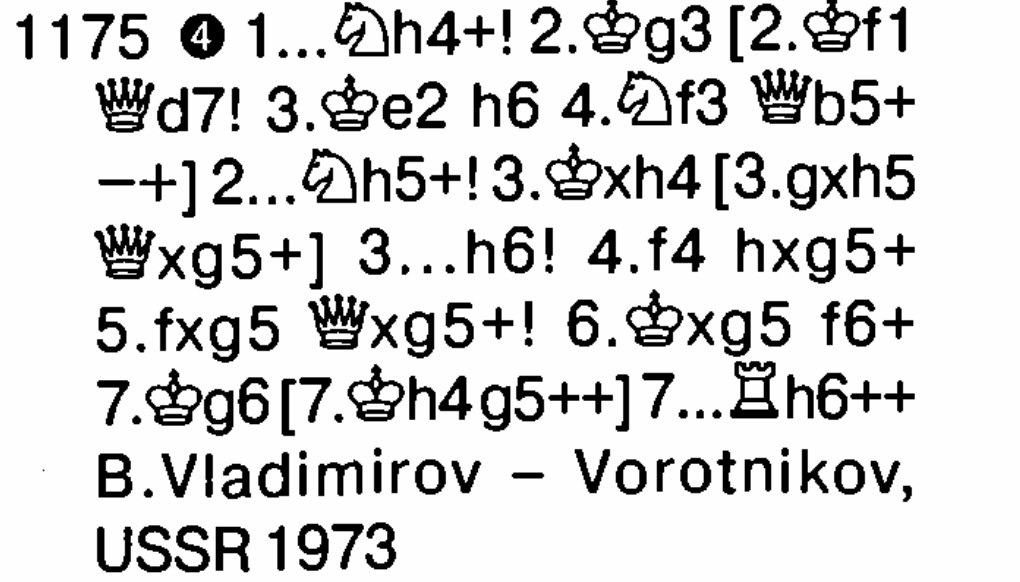 1175 ❹ 1...♘h4+! 2.♔g3 [2.♔f1
♕d7! 3.♔e2 h6 4.♘f3 ♕b5+
−+] 2...♘h5+! 3.♔xh4 [3.gxh5
♕xg5+] 3...h6! 4.f4 hxg5+
5.fxg5 ♕xg5+! 6.♔xg5 f6+
7.♔g6 [7.♔h4 g5++] 7...♖h6++
B.Vladimirov – Vorotnikov,
USSR 1973